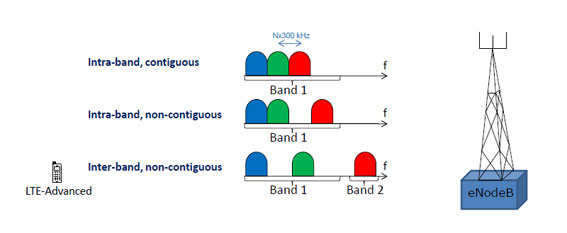 Nx300 kHz
Intra-band, contiguous
f
Band 1
Intra-band, non-contiguous
f
Band 1
Inter-band, non-contiguous
f
Band 1
Band 2
LTE-Advanced
eNodeB